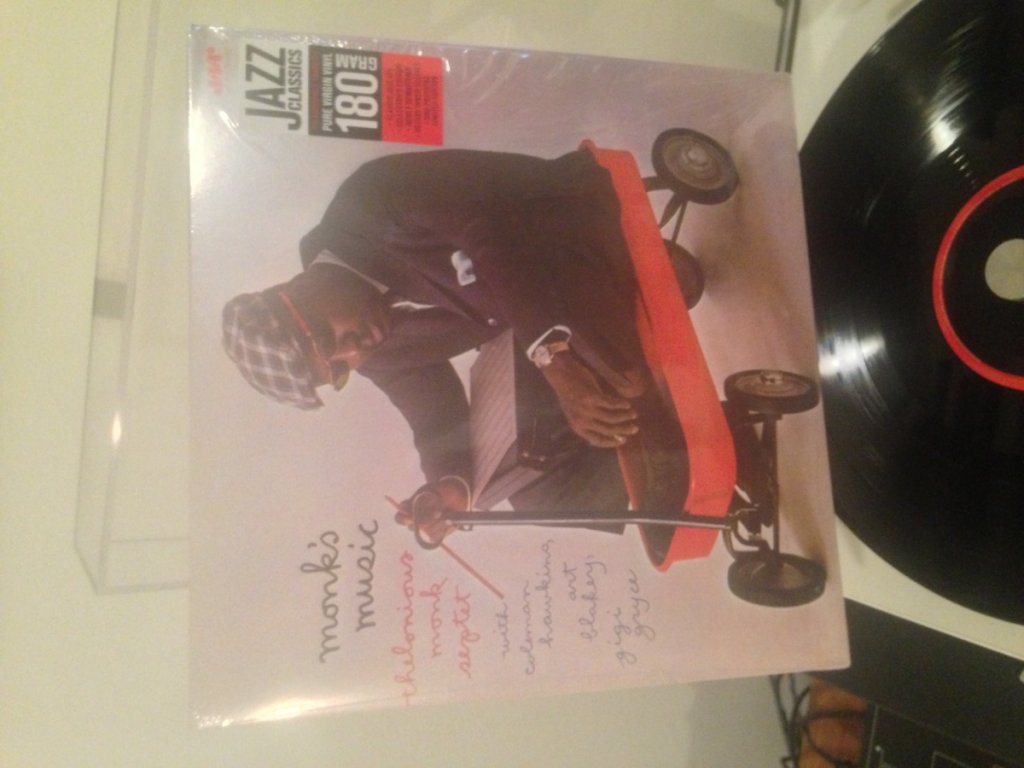 JAZZ
CLASSICS
PURE VIRGIN VINYL
180
GRAM
monk's
music
thelonious
monk
septet
with
coleman
hawkins,
art
blakey,
gigi
gryce